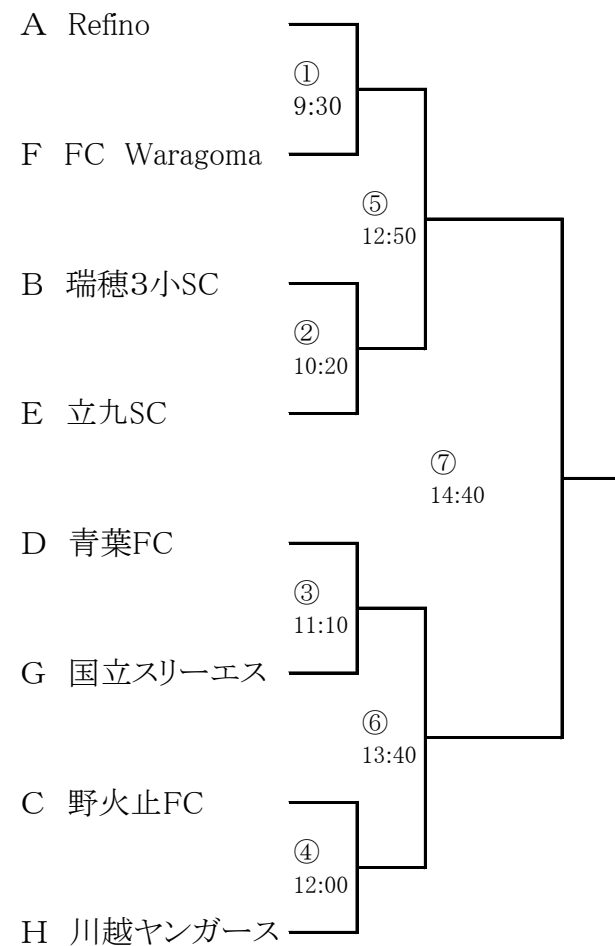 A Refino
①
9:30
F FC Waragoma
⑤
12:50
B 瑞穂３小SC
②
10:20
E 立九SC
⑦
14:40
D 青葉FC
③
11:10
G 国立スリーエス
⑥
13:40
C 野火止FC
④
12:00
H 川越ヤンガース